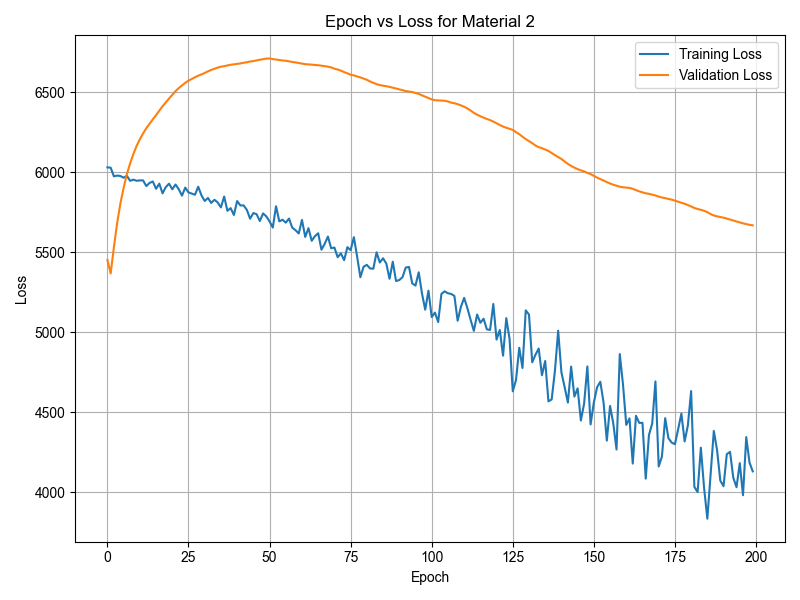 Epoch vs Loss for Material 2
Training Loss
Validation Loss
Loss
6500
6000
5500
5000
4500
4000
0 25 50 75 100 125 150 175 200
Epoch